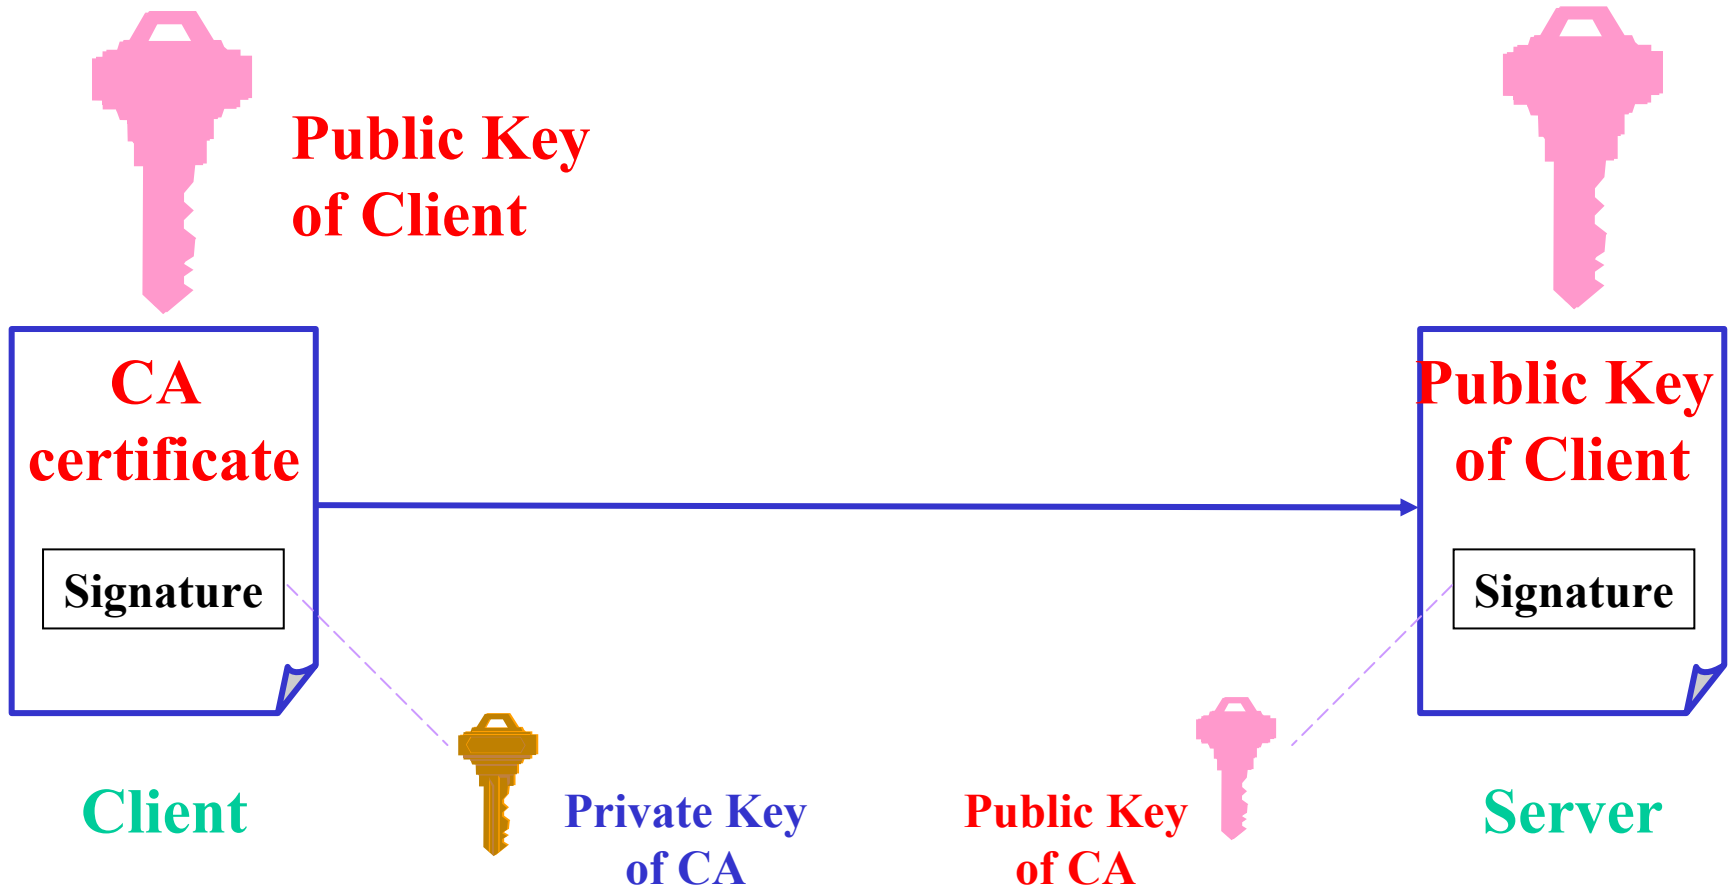 Public Key
of Client
CA
certificate
Signature
Client
Private Key
of CA
Public Key
of CA
Public Key
of Client
Signature
Server